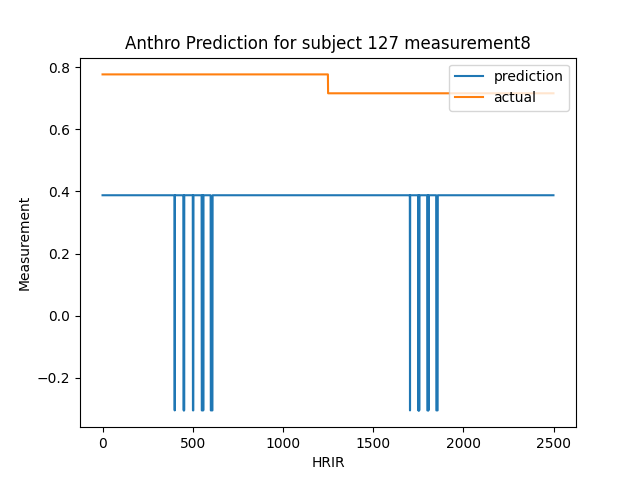 Anthro Prediction for subject 127 measurement8
prediction
actual
Measurement
0.8
0.6
0.4
0.2
0.0
−0.2
0
500
1000
1500
2000
2500
HRIR